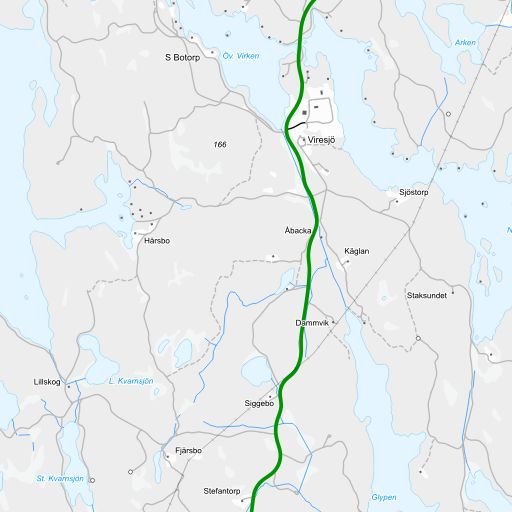 Arken
Öv. Virken
S Botorp
Viresjö
166
Sjöstorp
Åbacka
Hårsbo
Käglan
Staksundet
Dammvik
Lillskog
L. Kvarnsjön
Siggebo
Fjärsbo
St. Kvarnsjön
Stefantorp
Glypen